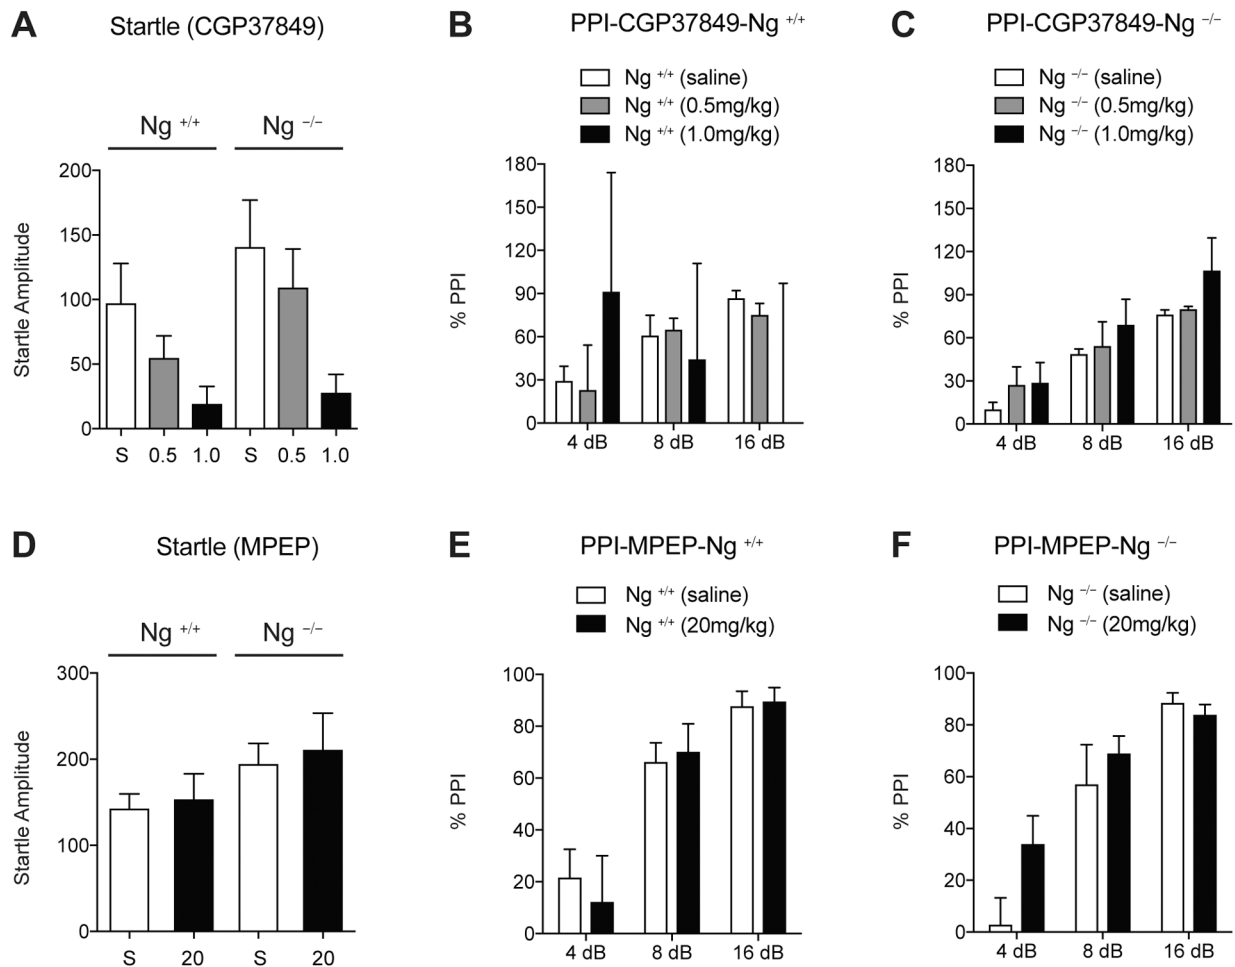 A
Startle (CGP37849)
Ng +/+
Ng −/−
Startle Amplitude
200
150
100
50
0
S 0.5 1.0 S 0.5 1.0
B
PPI-CGP37849-Ng +/+
Ng +/+ (saline)
Ng +/+ (0.5mg/kg)
Ng +/+ (1.0mg/kg)
% PPI
180
150
120
90
60
30
0
4 dB 8 dB 16 dB
C
PPI-CGP37849-Ng −/−
Ng −/− (saline)
Ng −/− (0.5mg/kg)
Ng −/− (1.0mg/kg)
% PPI
180
150
120
90
60
30
0
4 dB 8 dB 16 dB
D
Startle (MPEP)
Ng +/+
Ng −/−
Startle Amplitude
300
200
100
0
S 20 S 20
E
PPI-MPEP-Ng +/+
Ng +/+ (saline)
Ng +/+ (20mg/kg)
% PPI
100
80
60
40
20
0
4 dB 8 dB 16 dB
F
PPI-MPEP-Ng −/−
Ng −/− (saline)
Ng −/− (20mg/kg)
% PPI
100
80
60
40
20
0
4 dB 8 dB 16 dB